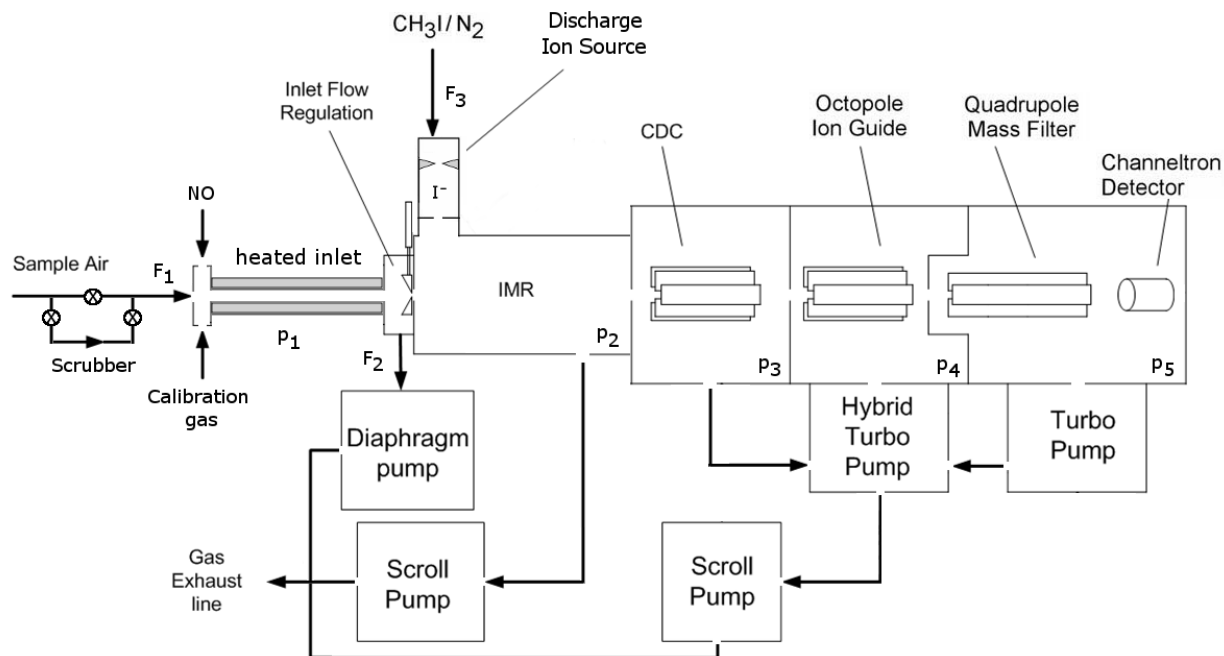 CH3I/N2
Discharge
Ion Source
Inlet Flow
Regulation
F3
Octopole
Ion Guide
Quadrupole
Mass Filter
CDC
Channeltron
Detector
NO
I-
Sample Air
F1
heated inlet
IMR
Scrubber
p1
F2
p2
p3
p4
p5
Calibration
gas
Diaphragm
pump
Hybrid
Turbo
Pump
Turbo
Pump
Gas
Exhaust
line
Scroll
Pump
Scroll
Pump